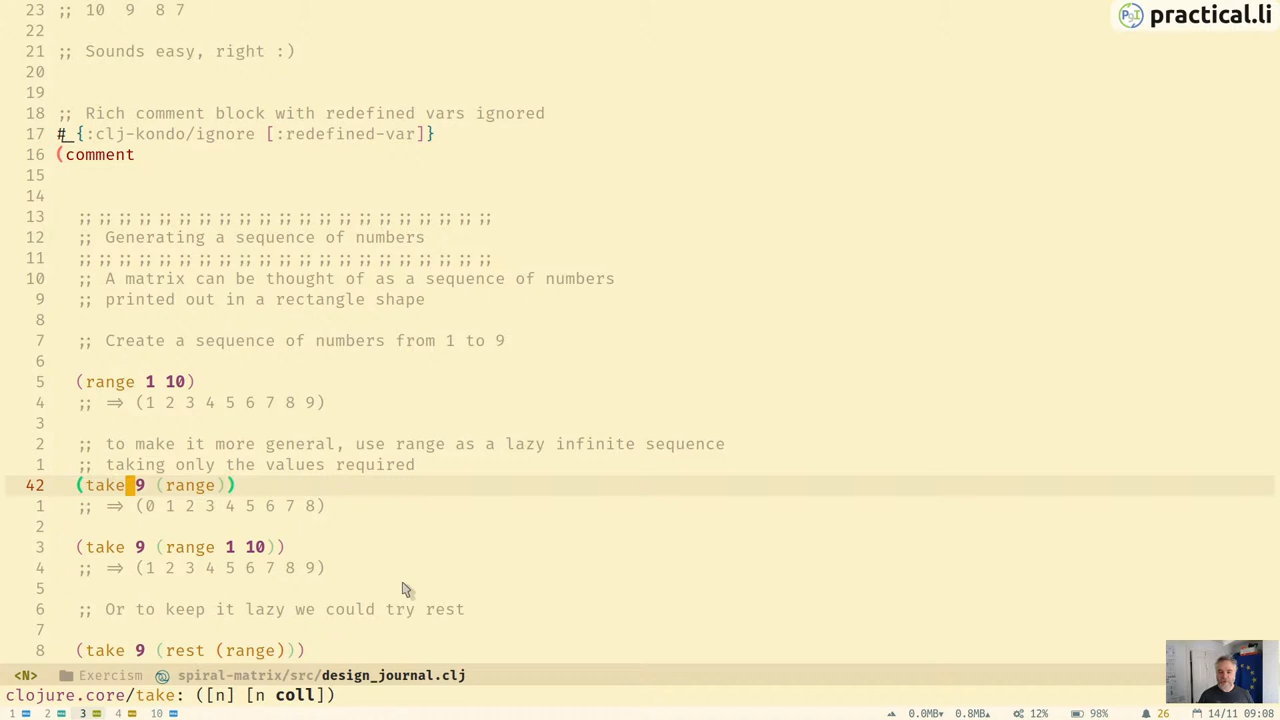 practical.li
23 ;; 10 9 8 7
22
21 ;; Sounds easy, right :)
20
19
18 ;; Rich comment block with redefined vars ignored
17 #_{:clj-kondo/ignore [:redefined-var]}
16 (comment
15
14
13 ;; ;; ;; ;; ;; ;; ;; ;; ;; ;; ;; ;; ;; ;; ;; ;; ;; ;; ;; ;; ;;
12 ;; Generating a sequence of numbers
11 ;; ;; ;; ;; ;; ;; ;; ;; ;; ;; ;; ;; ;; ;; ;; ;; ;; ;; ;; ;; ;;
10 ;; A matrix can be thought of as a sequence of numbers
9 ;; printed out in a rectangle shape
8
7 ;; Create a sequence of numbers from 1 to 9
6
5 (range 1 10)
4 ;; => (1 2 3 4 5 6 7 8 9)
3
2 ;; to make it more general, use range as a lazy infinite sequence
1 ;; taking only the values required
42 (take 9 (range))
1 ;; => (0 1 2 3 4 5 6 7 8)
2
3 (take 9 (range 1 10))
4 ;; => (1 2 3 4 5 6 7 8 9)
5
6 ;; Or to keep it lazy we could try rest
7
8 (take 9 (rest (range)))
<N> Exercism spiral-matrix/src/design_journal.clj
clojure.core/take: ([n] [n coll])
1 2 3 4 10 0.0MB 0.8MB 12% 98% 26 14/11 09:08